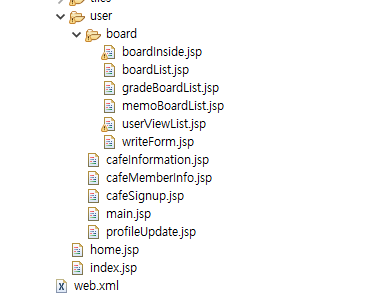 user
board
boardInside.jsp
boardList.jsp
gradeBoardList.jsp
memoBoardList.jsp
userViewList.jsp
writeForm.jsp
cafeInformation.jsp
cafeMemberInfo.jsp
cafeSignup.jsp
main.jsp
profileUpdate.jsp
home.jsp
index.jsp
web.xml